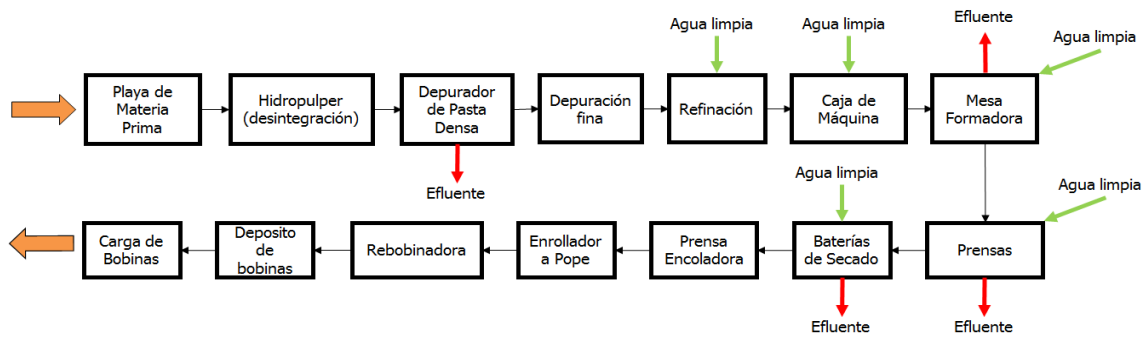 Efluente
Agua limpia
Agua limpia
Agua limpia
Playa de
Materia
Prima
Hidropulper
(desintegración)
Depurador
de Pasta
Densa
Depuración
fina
Refinación
Caja de
Máquina
Mesa
Formadora
Efluente
Agua limpia
Agua limpia
Carga de
Bobinas
Deposito
de
bobinas
Rebobinadora
Enrollador
a Pope
Prensa
Encoladora
Baterías
de Secado
Prensas
Efluente
Efluente